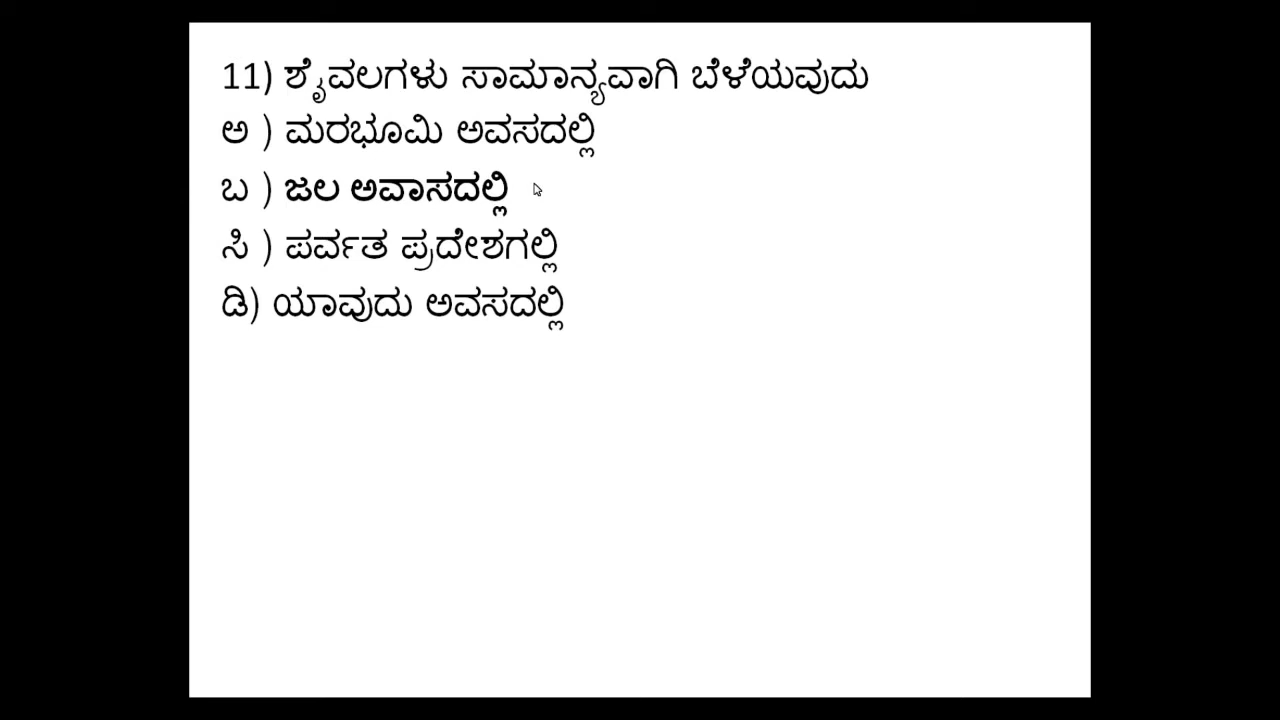 11) ಶೈವಲಗಳು ಸಾಮಾನ್ಯವಾಗಿ ಬೆಳೆಯವುದು
ಅ ) ಮರಭೂಮಿ ಅವಸದಲ್ಲಿ
ಬ ) ಜಲ ಅವಾಸದಲ್ಲಿ
ಸಿ ) ಪರ್ವತ ಪ್ರದೇಶಗಲ್ಲಿ
ಡಿ) ಯಾವುದು ಅವಸದಲ್ಲಿ